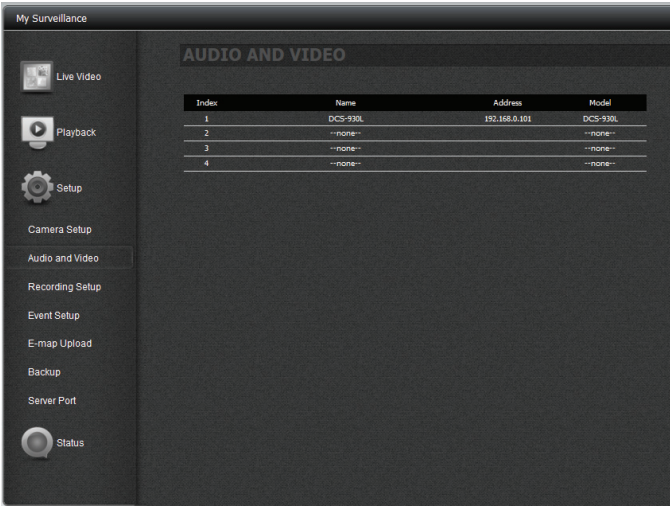 My Surveillance
Live Video
Playback
Setup
Camera Setup
Audio and Video
Recording Setup
Event Setup
E-map Upload
Backup
Server Port
Status
AUDIO AND VIDEO
Index Name Address Model
1 DCS-930L 192.168.0.101 DCS-930L
2 --none-- --none--
3 --none-- --none--
4 --none-- --none--